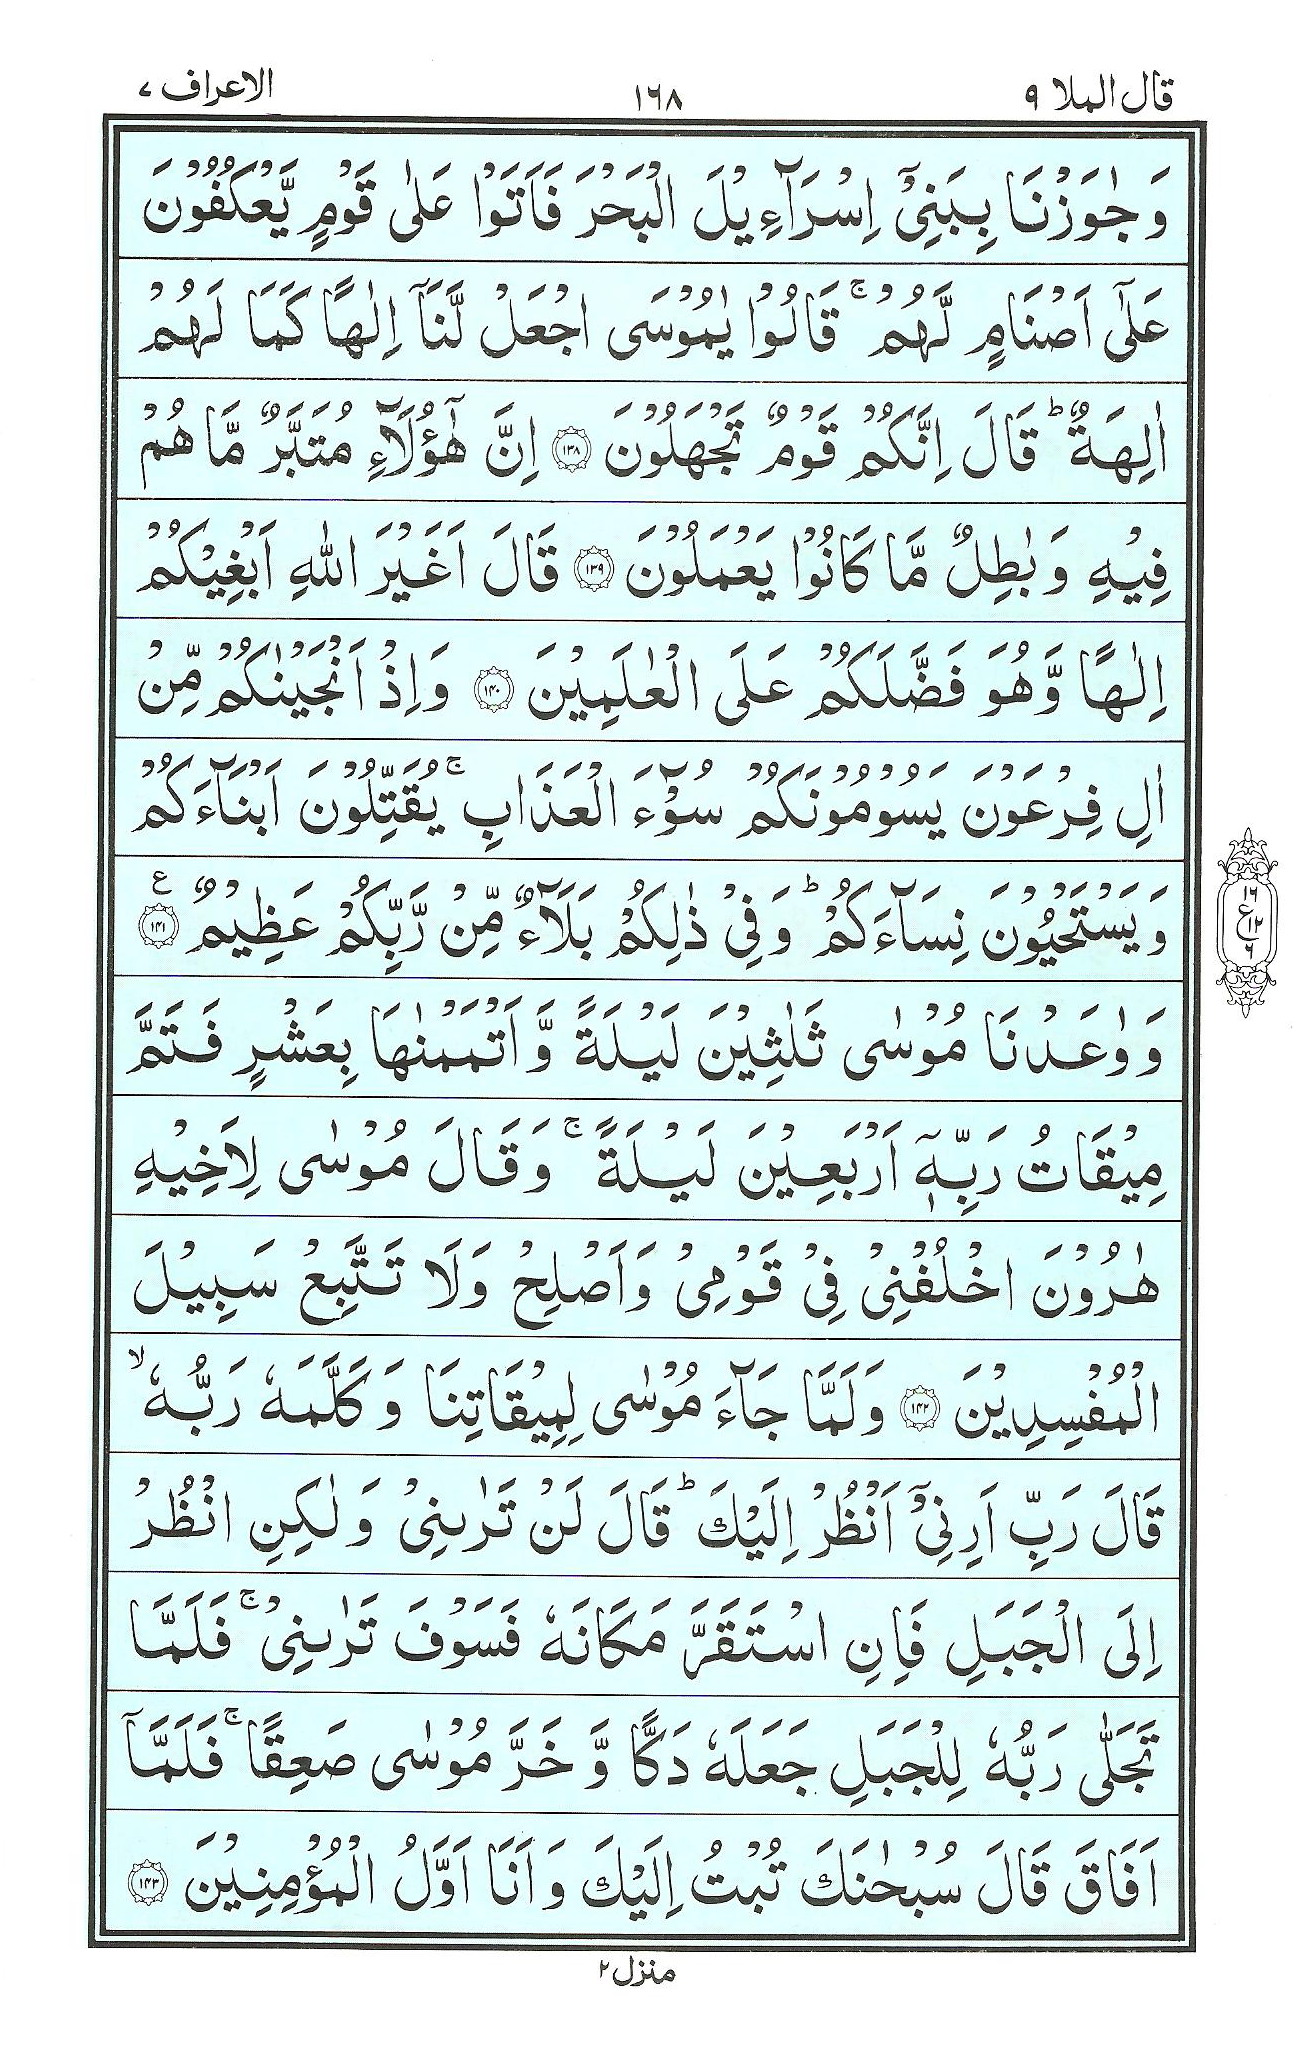 قال الملا ٩
١٦٨
الاعراف ٧
وَجٰوَزْنَا بِبَنِىْٓ اِسْرَآءِيْلَ الْبَحْرَ فَاَتَوْا عَلٰى قَوْمٍ يَّعْكُفُوْنَ
عَلٰٓى اَصْنَامٍ لَّهُمْ ۚ قَالُوْا يٰمُوْسَى اجْعَلْ لَّنَاۤ اِلٰهًا كَمَا لَهُمْ
اٰلِهَةٌ ؕ قَالَ اِنَّكُمْ قَوْمٌ تَجْهَلُوْنَ ۝١٣٨ اِنَّ هٰٓؤُلَآءِ مُتَبَّرٌ مَّا هُمْ
فِيْهِ وَبٰطِلٌ مَّا كَانُوْا يَعْمَلُوْنَ ۝١٣٩ قَالَ اَغَيْرَ اللّٰهِ اَبْغِيْكُمْ
اِلٰهًا وَّهُوَ فَضَّلَكُمْ عَلَى الْعٰلَمِيْنَ ۝١٤٠ وَاِذْ اَنْجَيْنٰكُمْ مِّنْ
اٰلِ فِرْعَوْنَ يَسُوْمُوْنَكُمْ سُوْٓءَ الْعَذَابِ ۚ يُقَتِّلُوْنَ اَبْنَآءَكُمْ
وَيَسْتَحْيُوْنَ نِسَآءَكُمْ ؕ وَفِىْ ذٰلِكُمْ بَلَآءٌ مِّنْ رَّبِّكُمْ عَظِيْمٌ ۝١٤١ ع
١٦
ع ١٢
٦
وَوٰعَدْنَا مُوْسٰى ثَلٰثِيْنَ لَيْلَةً وَّاَتْمَمْنٰهَا بِعَشْرٍ فَتَمَّ
مِيْقَاتُ رَبِّهٖٓ اَرْبَعِيْنَ لَيْلَةً ۚ وَقَالَ مُوْسٰى لِاَخِيْهِ
هٰرُوْنَ اخْلُفْنِىْ فِىْ قَوْمِىْ وَاَصْلِحْ وَلَا تَتَّبِعْ سَبِيْلَ
الْمُفْسِدِيْنَ ۝١٤٢ وَلَمَّا جَآءَ مُوْسٰى لِمِيْقَاتِنَا وَكَلَّمَهٗ رَبُّهٗ ۙ
قَالَ رَبِّ اَرِنِىْٓ اَنْظُرْ اِلَيْكَ ؕ قَالَ لَنْ تَرٰىنِىْ وَلٰكِنِ انْظُرْ
اِلَى الْجَبَلِ فَاِنِ اسْتَقَرَّ مَكَانَهٗ فَسَوْفَ تَرٰىنِىْ ۚ فَلَمَّا
تَجَلّٰى رَبُّهٗ لِلْجَبَلِ جَعَلَهٗ دَكًّا وَّخَرَّ مُوْسٰى صَعِقًا ۚ فَلَمَّاۤ
اَفَاقَ قَالَ سُبْحٰنَكَ تُبْتُ اِلَيْكَ وَاَنَا اَوَّلُ الْمُؤْمِنِيْنَ ۝١٤٣
منزل ٢